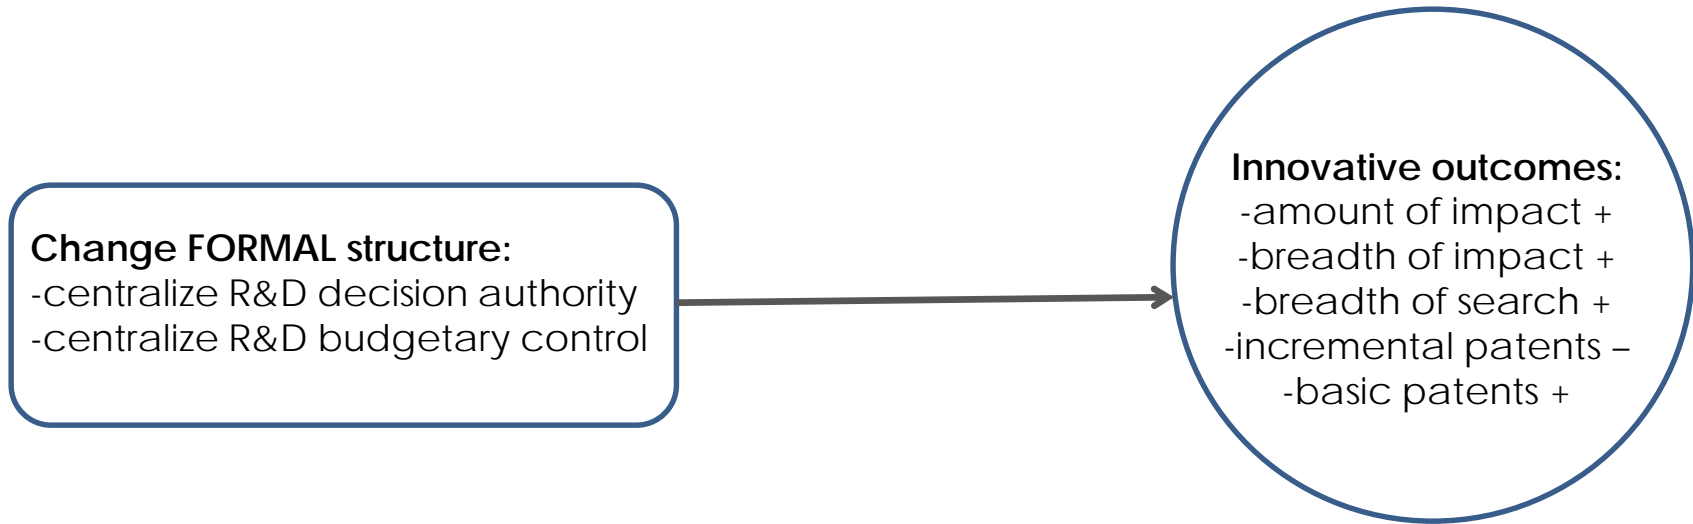 Change FORMAL structure:
-centralize R&D decision authority
-centralize R&D budgetary control
Innovative outcomes:
-amount of impact +
-breadth of impact +
-breadth of search +
-incremental patents –
-basic patents +